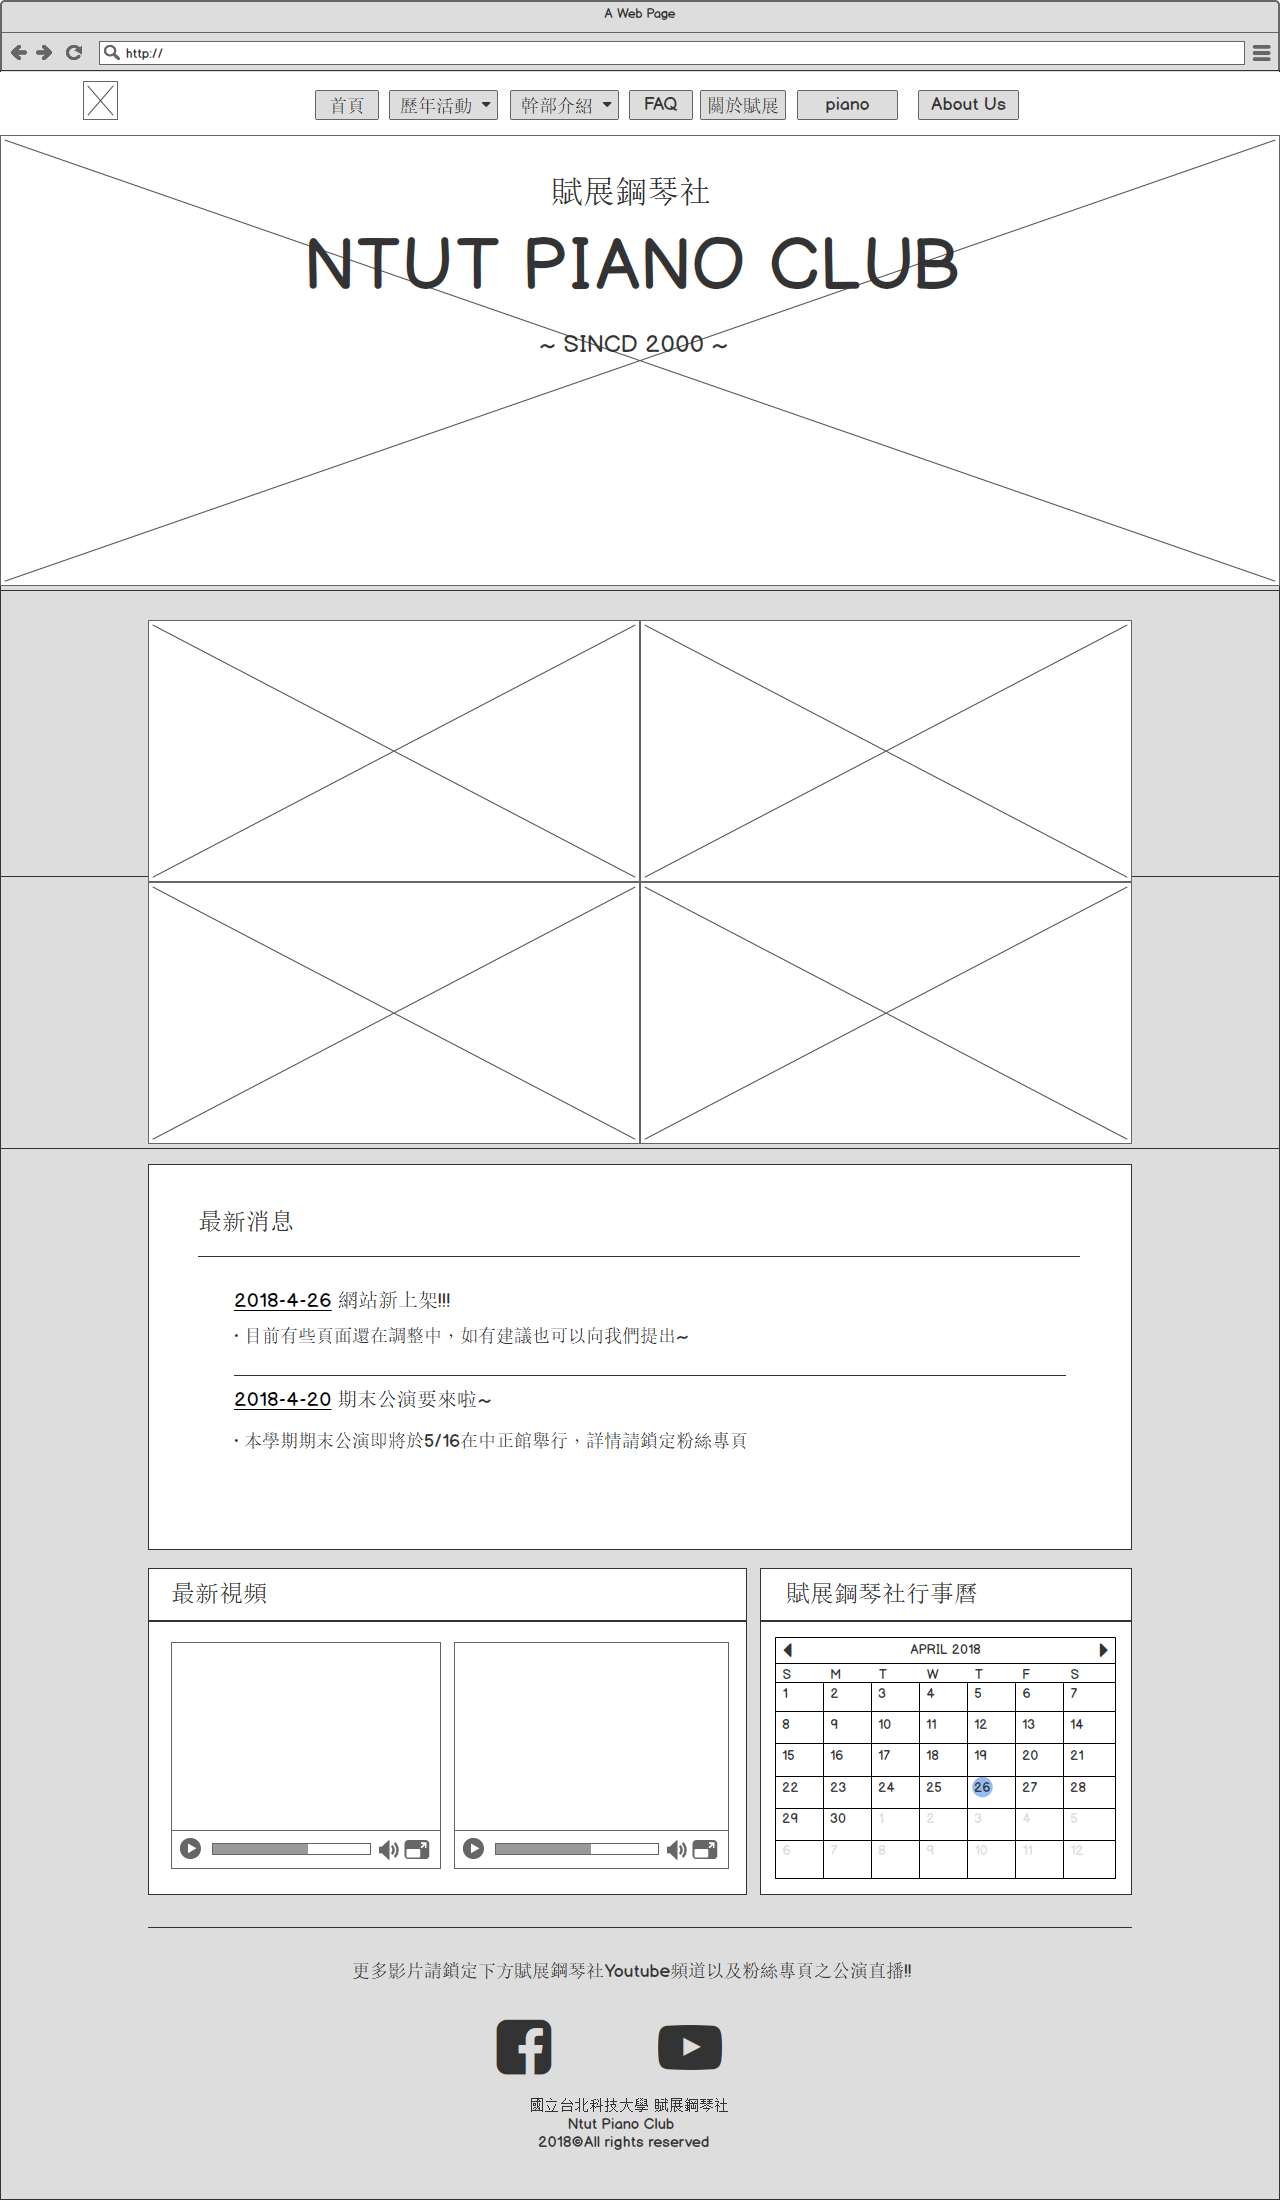 A Web Page
http://
首頁 歷年活動 幹部介紹 FAQ 關於賦展 piano About Us
賦展鋼琴社
NTUT PIANO CLUB
~ SINCD 2000 ~
最新消息
2018-4-26 網站新上架!!!
· 目前有些頁面還在調整中，如有建議也可以向我們提出~
2018-4-20 期末公演要來啦~
· 本學期期末公演即將於5/16在中正館舉行，詳情請鎖定粉絲專頁
最新視頻
賦展鋼琴社行事曆
APRIL 2018
S M T W T F S
1 2 3 4 5 6 7
8 9 10 11 12 13 14
15 16 17 18 19 20 21
22 23 24 25 26 27 28
29 30 1 2 3 4 5
6 7 8 9 10 11 12
更多影片請鎖定下方賦展鋼琴社Youtube頻道以及粉絲專頁之公演直播!!
國立台北科技大學 賦展鋼琴社
Ntut Piano Club
2018©All rights reserved